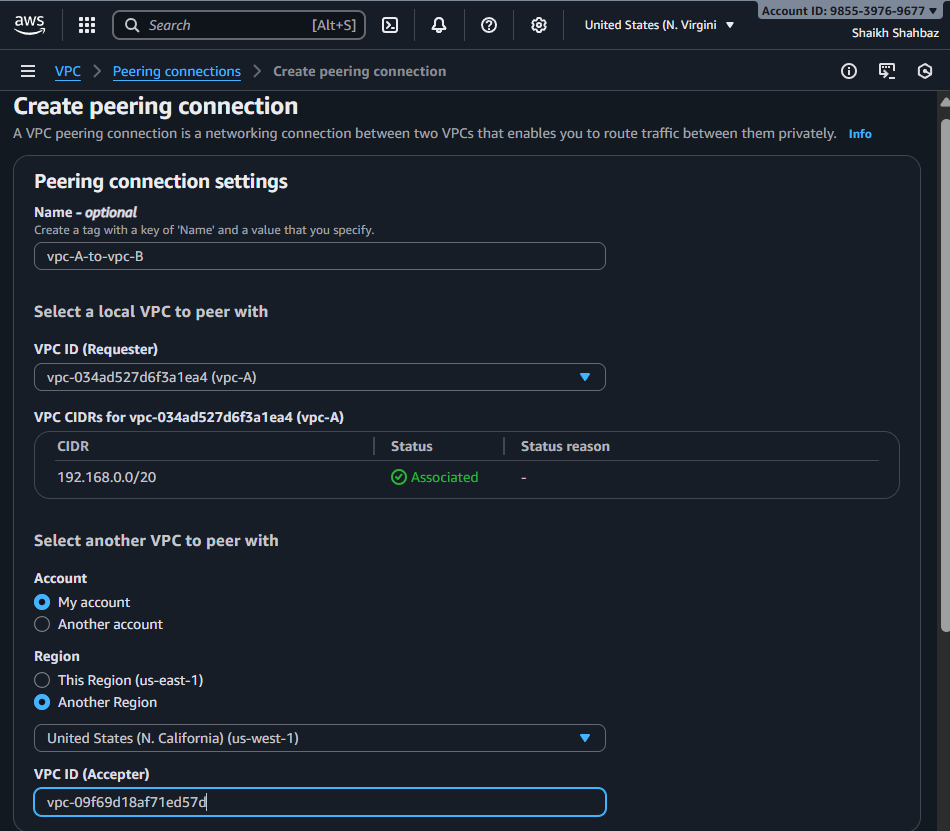 aws
Search [Alt+S]
United States (N. Virgini
Account ID: 9855-3976-9677
Shaikh Shahbaz
VPC > Peering connections > Create peering connection
Create peering connection
A VPC peering connection is a networking connection between two VPCs that enables you to route traffic between them privately. Info
Peering connection settings
Name - optional
Create a tag with a key of 'Name' and a value that you specify.
vpc-A-to-vpc-B
Select a local VPC to peer with
VPC ID (Requester)
vpc-034ad527d6f3a1ea4 (vpc-A)
VPC CIDRs for vpc-034ad527d6f3a1ea4 (vpc-A)
CIDR Status Status reason
192.168.0.0/20 Associated -
Select another VPC to peer with
Account
My account
Another account
Region
This Region (us-east-1)
Another Region
United States (N. California) (us-west-1)
VPC ID (Accepter)
vpc-09f69d18af71ed57d